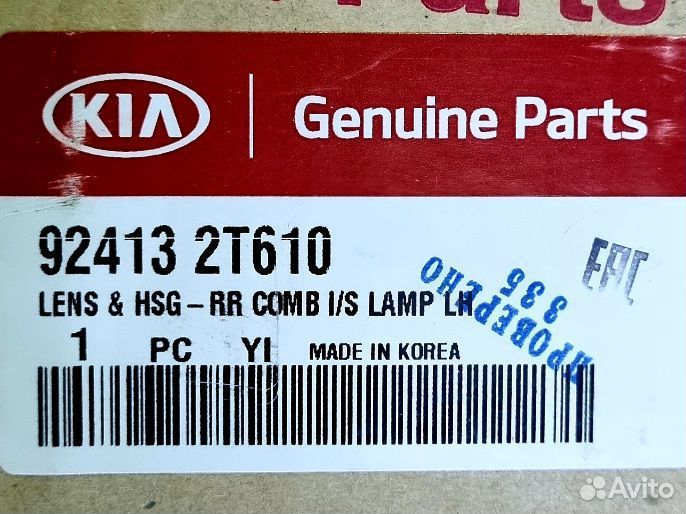 Parts
KIA
Genuine Parts
92413 2T610
LENS & HSG-RR COMB I/S LAMP LH
1 PC YI MADE IN KOREA
ПРОВЕРЕНО
335
EAC
Avito